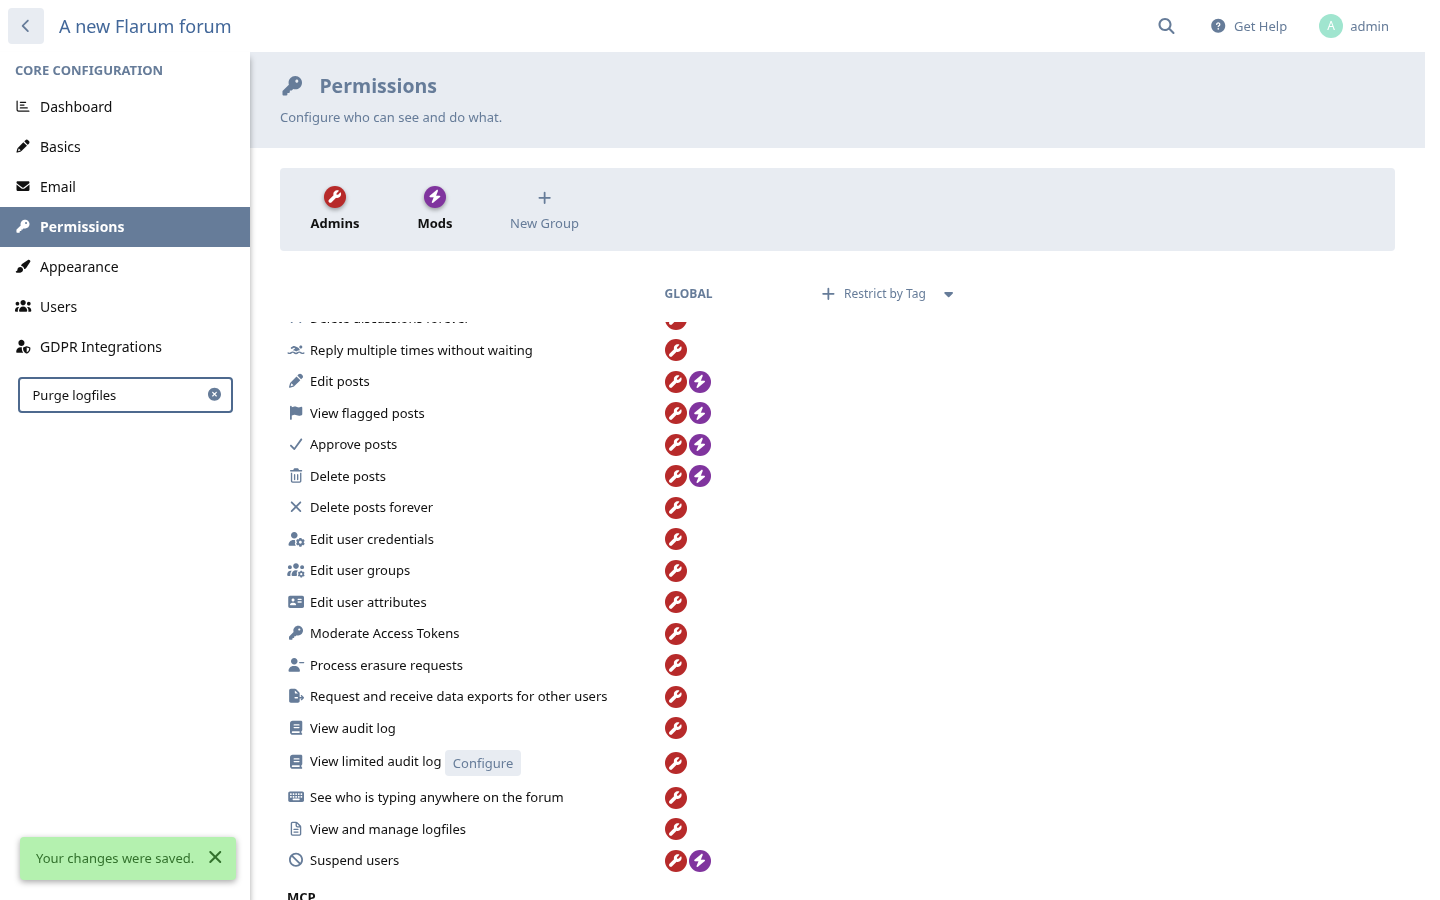 A new Flarum forum
Get Help
A
admin
CORE CONFIGURATION
Dashboard
Basics
Email
Permissions
Appearance
Users
GDPR Integrations
Purge logfiles
Permissions
Configure who can see and do what.
Admins
Mods
New Group
GLOBAL
Restrict by Tag
Delete discussions forever
Reply multiple times without waiting
Edit posts
View flagged posts
Approve posts
Delete posts
Delete posts forever
Edit user credentials
Edit user groups
Edit user attributes
Moderate Access Tokens
Process erasure requests
Request and receive data exports for other users
View audit log
View limited audit log Configure
See who is typing anywhere on the forum
View and manage logfiles
Suspend users
MCP
Your changes were saved.